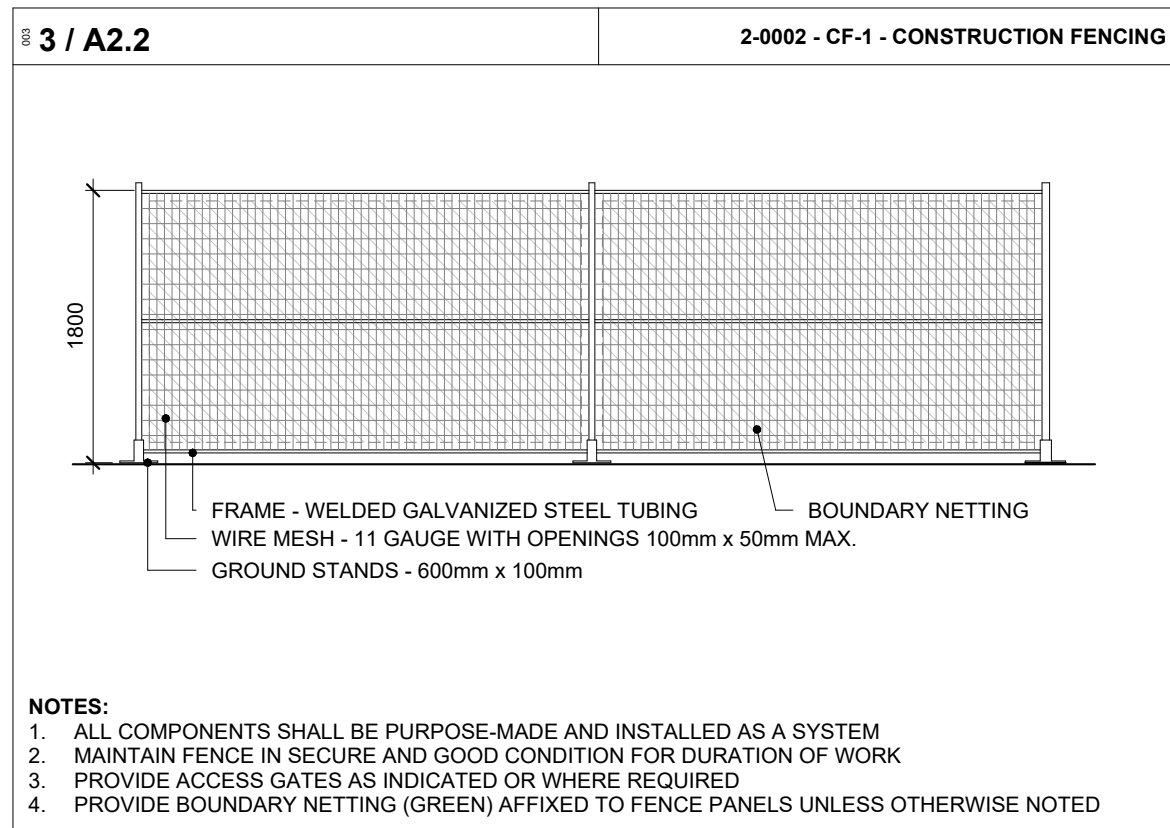 003
3 / A2.2
2-0002 - CF-1 - CONSTRUCTION FENCING
1800
FRAME - WELDED GALVANIZED STEEL TUBING
BOUNDARY NETTING
WIRE MESH - 11 GAUGE WITH OPENINGS 100mm x 50mm MAX.
GROUND STANDS - 600mm x 100mm
NOTES:
1. ALL COMPONENTS SHALL BE PURPOSE-MADE AND INSTALLED AS A SYSTEM
2. MAINTAIN FENCE IN SECURE AND GOOD CONDITION FOR DURATION OF WORK
3. PROVIDE ACCESS GATES AS INDICATED OR WHERE REQUIRED
4. PROVIDE BOUNDARY NETTING (GREEN) AFFIXED TO FENCE PANELS UNLESS OTHERWISE NOTED